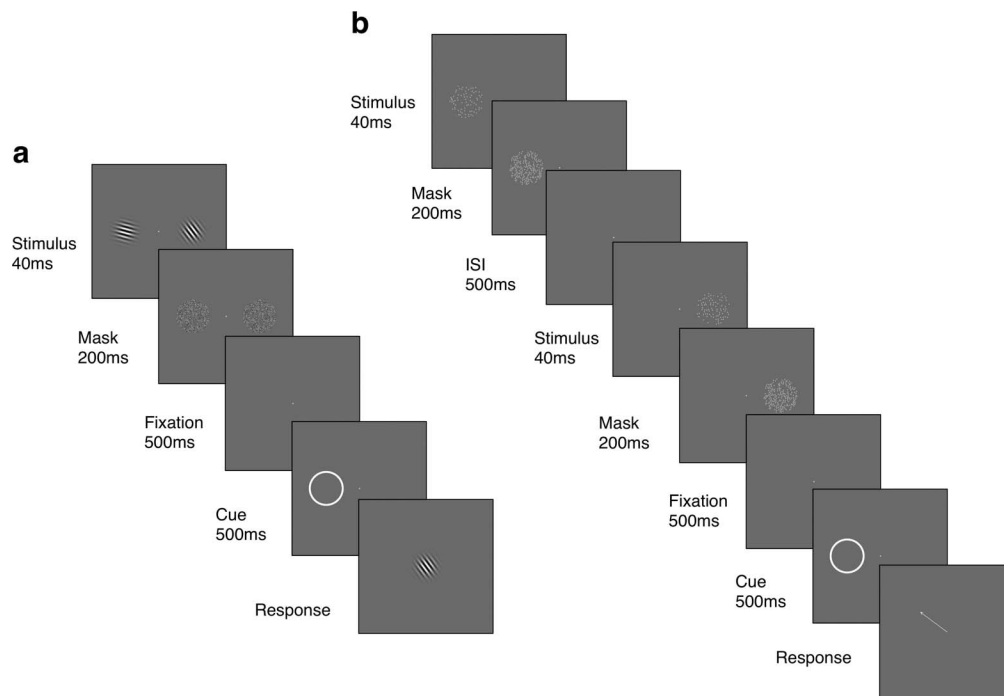 a
Stimulus
40ms
Mask
200ms
Fixation
500ms
Cue
500ms
Response
b
Stimulus
40ms
Mask
200ms
ISI
500ms
Stimulus
40ms
Mask
200ms
Fixation
500ms
Cue
500ms
Response